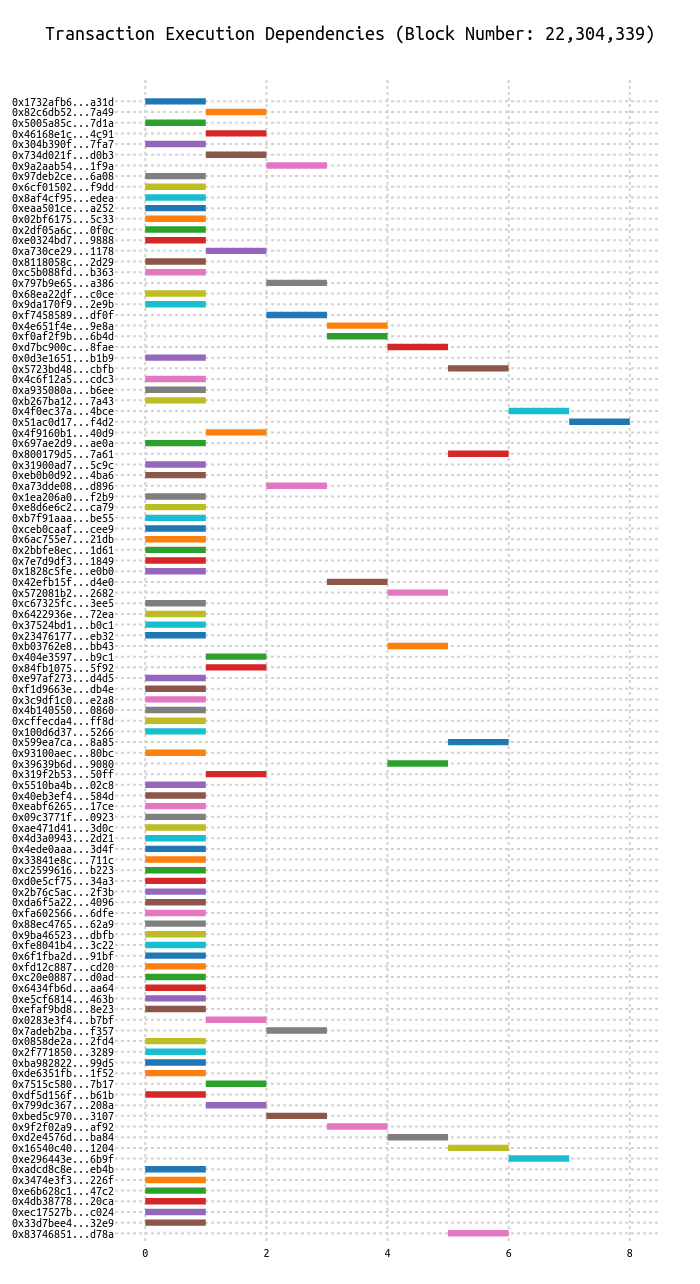 Transaction Execution Dependencies (Block Number: 22,304,339)
0x1732afb6...a31d
0x82c6db52...7a49
0x5005a85c...7d1a
0x46168e1c...4c91
0x304b390f...7fa7
0x734d021f...d0b3
0x9a2aab54...1f9a
0x97deb2ce...6a08
0x6cf01502...f9dd
0x8af4cf95...edea
0xeaa501ce...a252
0x02bf6175...5c33
0x2df05a6c...0f0c
0xe0324bd7...9888
0xa730ce29...1178
0x8118058c...2d29
0xc5b088fd...b363
0x797b9e65...a386
0x68ea22df...c0ce
0x9da170f9...2e9b
0xf7458589...df0f
0x4e651f4e...9e8a
0xf0af2f9b...6b4d
0xd7bc900c...8fae
0x0d3e1651...b1b9
0x5723bd48...cbfb
0x4c6f12a5...cdc3
0xa935080a...b6ee
0xb267ba12...7a43
0x4f0ec37a...4bce
0x51ac0d17...f4d2
0x4f9160b1...40d9
0x697ae2d9...ae0a
0x800179d5...7a61
0x31900ad7...5c9c
0xeb0b0d92...4ba6
0xa73dde08...d896
0x1ea206a0...f2b9
0xe8d6e6c2...ca79
0xb7f91aaa...be55
0xceb0caaf...cee9
0x6ac755e7...21db
0x2bbfe8ec...1d61
0x7e7d9df3...1849
0x1828c5fe...e0b0
0x42efb15f...d4e0
0x572081b2...2682
0xc67325fc...3ee5
0x6422936e...72ea
0x37524bd1...b0c1
0x23476177...eb32
0xb03762e8...bb43
0x404e3597...b9c1
0x84fb1075...5f92
0xe97af273...d4d5
0xf1d9663e...db4e
0x3c9df1c0...e2a8
0x4b140550...0860
0xcffecda4...ff8d
0x100d6d37...5266
0x599ea7ca...8a85
0x93100aec...80bc
0x39639b6d...9080
0x319f2b53...50ff
0x5510ba4b...02c8
0x40eb3ef4...584d
0xeabf6265...17ce
0x09c3771f...0923
0xae471d41...3d0c
0x4d3a0943...2d21
0x4ede0aaa...3d4f
0x33841e8c...711c
0xc2599616...b223
0xd0e5cf75...34a3
0x2b76c5ac...2f3b
0xda6f5a22...4096
0xfa602566...6dfe
0x88ec4765...62a9
0x9ba46523...dbfb
0xfe8041b4...3c22
0x6f1fba2d...91bf
0xfd12c887...cd20
0xc20e0887...d0ad
0x6434fb6d...aa64
0xe5cf6814...463b
0xefaf9bd8...8e23
0x0283e3f4...b7bf
0x7adeb2ba...f357
0x0858de2a...2fd4
0x2f771850...3289
0xba982822...99d5
0xde6351fb...1f52
0x7515c580...7b17
0xdf5d156f...b61b
0x799dc367...208a
0xbed5c970...3107
0x9f2f02a9...af92
0xd2e4576d...ba84
0x16540c40...1204
0xe296443e...6b9f
0xadcd8c8e...eb4b
0x3474e3f3...226f
0xe6b628c1...47c2
0x4db38778...20ca
0xec17527b...c024
0x33d7bee4...32e9
0x83746851...d78a
0 2 4 6 8